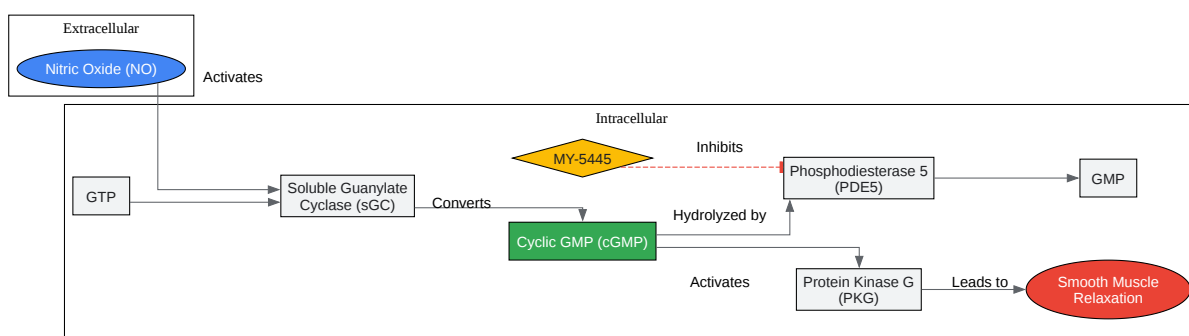 Extracellular
Nitric Oxide (NO)
Activates
Intracellular
MY-5445
Inhibits
Phosphodiesterase 5
(PDE5)
GMP
GTP
Soluble Guanylate
Cyclase (sGC)
Converts
Cyclic GMP (cGMP)
Hydrolyzed by
Activates
Protein Kinase G
(PKG)
Leads to
Smooth Muscle
Relaxation